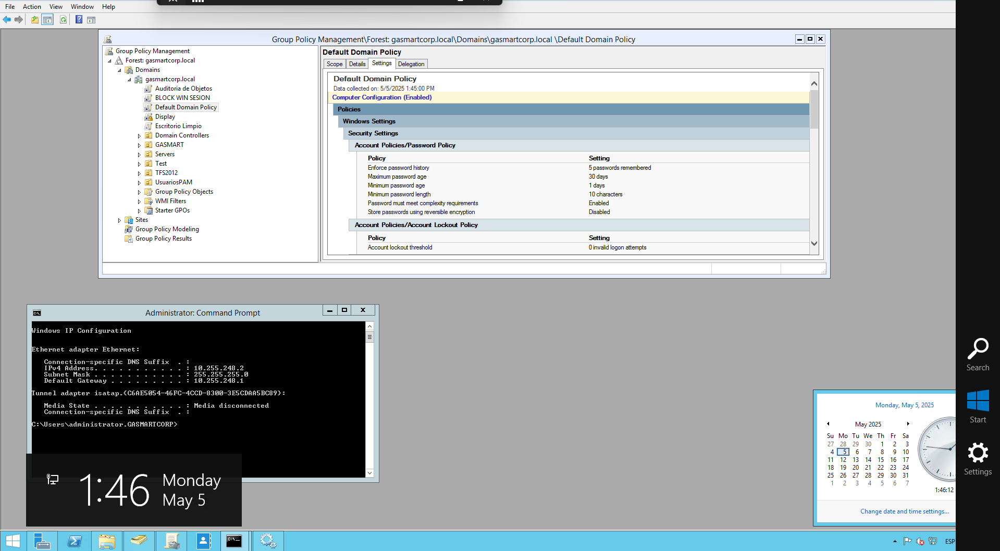 File Action View Window Help
Group Policy Management\Forest: gasmartcorp.local\Domains\gasmartcorp.local \Default Domain Policy
Group Policy Management
Forest: gasmartcorp.local
Domains
gasmartcorp.local
Auditoria de Objetos
BLOCK WIN SESION
Default Domain Policy
Display
Escritorio Limpio
Domain Controllers
GASMART
Servers
Test
TFS2012
UsuariosPAM
Group Policy Objects
WMI Filters
Starter GPOs
Sites
Group Policy Modeling
Group Policy Results
Default Domain Policy
Scope Details Settings Delegation
Default Domain Policy
Data collected on: 5/5/2025 1:45:00 PM
Computer Configuration (Enabled)
Policies
Windows Settings
Security Settings
Account Policies/Password Policy
Policy Setting
Enforce password history 5 passwords remembered
Maximum password age 30 days
Minimum password age 1 days
Minimum password length 10 characters
Password must meet complexity requirements Enabled
Store passwords using reversible encryption Disabled
Account Policies/Account Lockout Policy
Policy Setting
Account lockout threshold 0 invalid logon attempts
Administrator: Command Prompt
Windows IP Configuration
Ethernet adapter Ethernet:
Connection-specific DNS Suffix . :
IPv4 Address. . . . . . . . . . . : 10.255.248.2
Subnet Mask . . . . . . . . . . . : 255.255.255.0
Default Gateway . . . . . . . . . : 10.255.248.1
Tunnel adapter isatap.{C6AE5054-46FC-4CCD-8300-3E5CDAA5BC89}:
Media State . . . . . . . . . . . : Media disconnected
Connection-specific DNS Suffix . :
C:\Users\administrator.GASMARTCORP>
1:46 Monday
May 5
Search
Start
Settings
Monday, May 5, 2025
May 2025
Su Mo Tu We Th Fr Sa
27 28 29 30 1 2 3
4 5 6 7 8 9 10
11 12 13 14 15 16 17
18 19 20 21 22 23 24
25 26 27 28 29 30 31
1 2 3 4 5 6 7
1:46:12
Change date and time settings...
C:\_
ESP